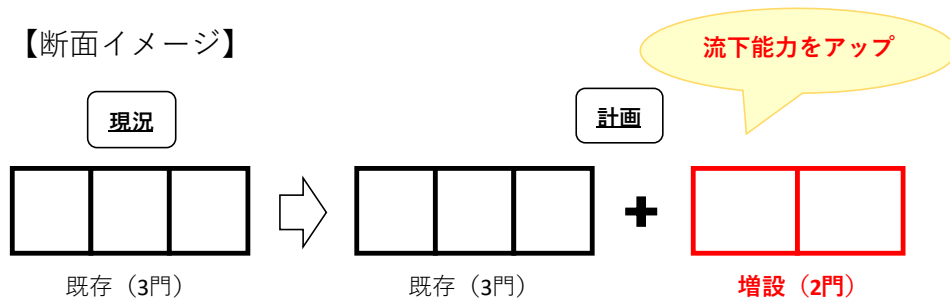 【断面イメージ】
流下能力をアップ
現況
計画
既存（3門）
既存（3門）
増設（2門）